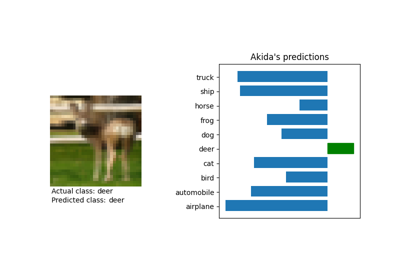 Akida's predictions
truck
ship
horse
frog
dog
deer
cat
bird
automobile
airplane
Actual class: deer
Predicted class: deer